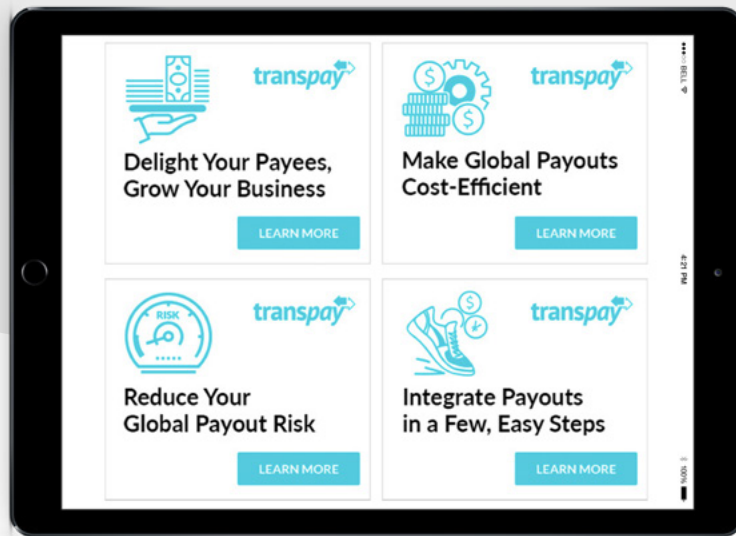 transpay
Delight Your Payees,
Grow Your Business
LEARN MORE
transpay
Make Global Payouts
Cost-Efficient
LEARN MORE
RISK
transpay
Reduce Your
Global Payout Risk
LEARN MORE
transpay
Integrate Payouts
in a Few, Easy Steps
LEARN MORE
BELL
4:21 PM
100%